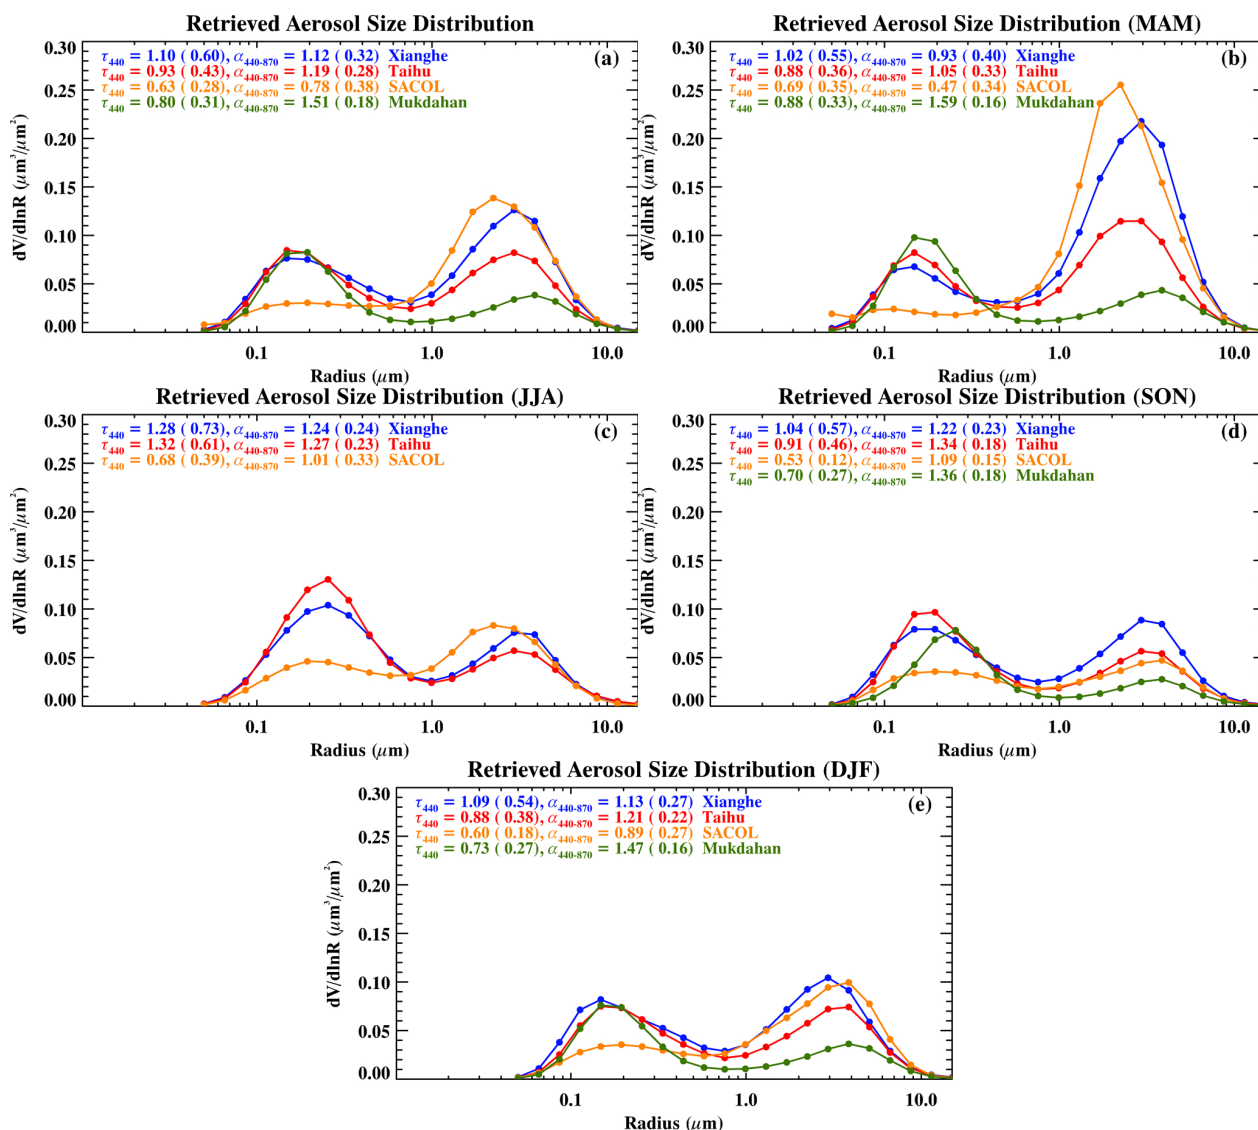 Retrieved Aerosol Size Distribution
τ440 = 1.10 ( 0.60), α440-870 = 1.12 ( 0.32) Xianghe
τ440 = 0.93 ( 0.43), α440-870 = 1.19 ( 0.28) Taihu
τ440 = 0.63 ( 0.28), α440-870 = 0.78 ( 0.38) SACOL
τ440 = 0.80 ( 0.31), α440-870 = 1.51 ( 0.18) Mukdahan
(a)
0.30
0.25
0.20
0.15
0.10
0.05
0.00
dV/dlnR (μm³/μm²)
0.1 1.0 10.0
Radius (μm)
Retrieved Aerosol Size Distribution (MAM)
τ440 = 1.02 ( 0.55), α440-870 = 0.93 ( 0.40) Xianghe
τ440 = 0.88 ( 0.36), α440-870 = 1.05 ( 0.33) Taihu
τ440 = 0.69 ( 0.35), α440-870 = 0.47 ( 0.34) SACOL
τ440 = 0.88 ( 0.33), α440-870 = 1.59 ( 0.16) Mukdahan
(b)
0.30
0.25
0.20
0.15
0.10
0.05
0.00
dV/dlnR (μm³/μm²)
0.1 1.0 10.0
Radius (μm)
Retrieved Aerosol Size Distribution (JJA)
τ440 = 1.28 ( 0.73), α440-870 = 1.24 ( 0.24) Xianghe
τ440 = 1.32 ( 0.61), α440-870 = 1.27 ( 0.23) Taihu
τ440 = 0.68 ( 0.39), α440-870 = 1.01 ( 0.33) SACOL
(c)
0.30
0.25
0.20
0.15
0.10
0.05
0.00
dV/dlnR (μm³/μm²)
0.1 1.0 10.0
Radius (μm)
Retrieved Aerosol Size Distribution (SON)
τ440 = 1.04 ( 0.57), α440-870 = 1.22 ( 0.23) Xianghe
τ440 = 0.91 ( 0.46), α440-870 = 1.34 ( 0.18) Taihu
τ440 = 0.53 ( 0.12), α440-870 = 1.09 ( 0.15) SACOL
τ440 = 0.70 ( 0.27), α440-870 = 1.36 ( 0.18) Mukdahan
(d)
0.30
0.25
0.20
0.15
0.10
0.05
0.00
dV/dlnR (μm³/μm²)
0.1 1.0 10.0
Radius (μm)
Retrieved Aerosol Size Distribution (DJF)
τ440 = 1.09 ( 0.54), α440-870 = 1.13 ( 0.27) Xianghe
τ440 = 0.88 ( 0.38), α440-870 = 1.21 ( 0.22) Taihu
τ440 = 0.60 ( 0.18), α440-870 = 0.89 ( 0.27) SACOL
τ440 = 0.73 ( 0.27), α440-870 = 1.47 ( 0.16) Mukdahan
(e)
0.30
0.25
0.20
0.15
0.10
0.05
0.00
dV/dlnR (μm³/μm²)
0.1 1.0 10.0
Radius (μm)